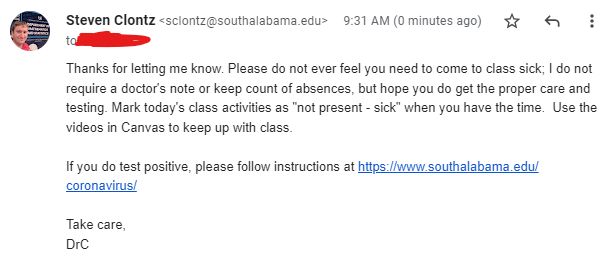 Steven Clontz <sclontz@southalabama.edu> 9:31 AM (0 minutes ago)
to
Thanks for letting me know. Please do not ever feel you need to come to class sick; I do not
require a doctor's note or keep count of absences, but hope you do get the proper care and
testing. Mark today's class activities as "not present - sick" when you have the time. Use the
videos in Canvas to keep up with class.
If you do test positive, please follow instructions at https://www.southalabama.edu/
coronavirus/
Take care,
DrC